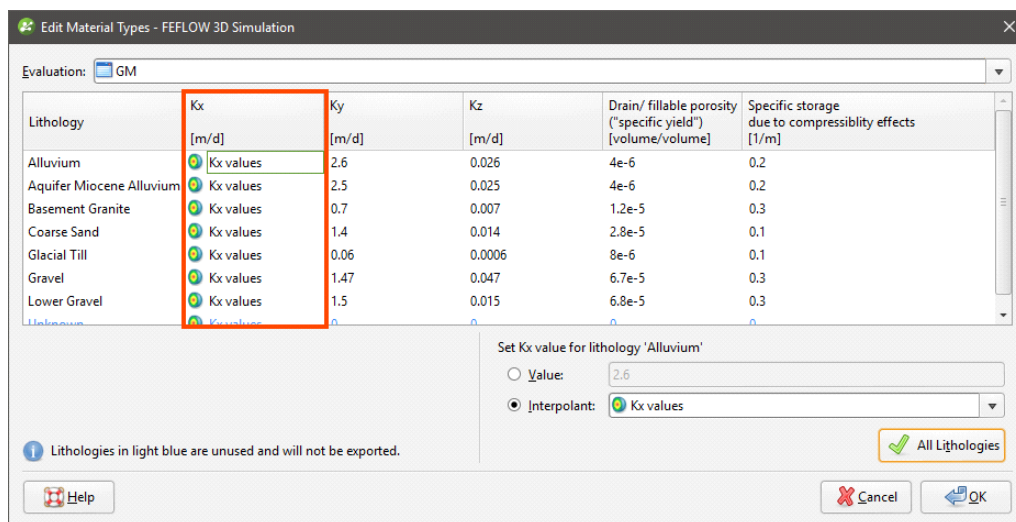 Edit Material Types - FEFLOW 3D Simulation
Evaluation: GM
Lithology Kx [m/d] Ky [m/d] Kz [m/d] Drain/ fillable porosity ("specific yield") [volume/volume] Specific storage due to compressiblity effects [1/m]
Alluvium Kx values 2.6 0.026 4e-6 0.2
Aquifer Miocene Alluvium Kx values 2.5 0.025 4e-6 0.2
Basement Granite Kx values 0.7 0.007 1.2e-5 0.3
Coarse Sand Kx values 1.4 0.014 2.8e-5 0.1
Glacial Till Kx values 0.06 0.0006 8e-6 0.1
Gravel Kx values 1.47 0.047 6.7e-5 0.3
Lower Gravel Kx values 1.5 0.015 6.8e-5 0.3
Unknown Kx values 0 0 0 0
Set Kx value for lithology 'Alluvium'
Value: 2.6
Interpolant: Kx values
Lithologies in light blue are unused and will not be exported.
All Lithologies
Help
Cancel
OK